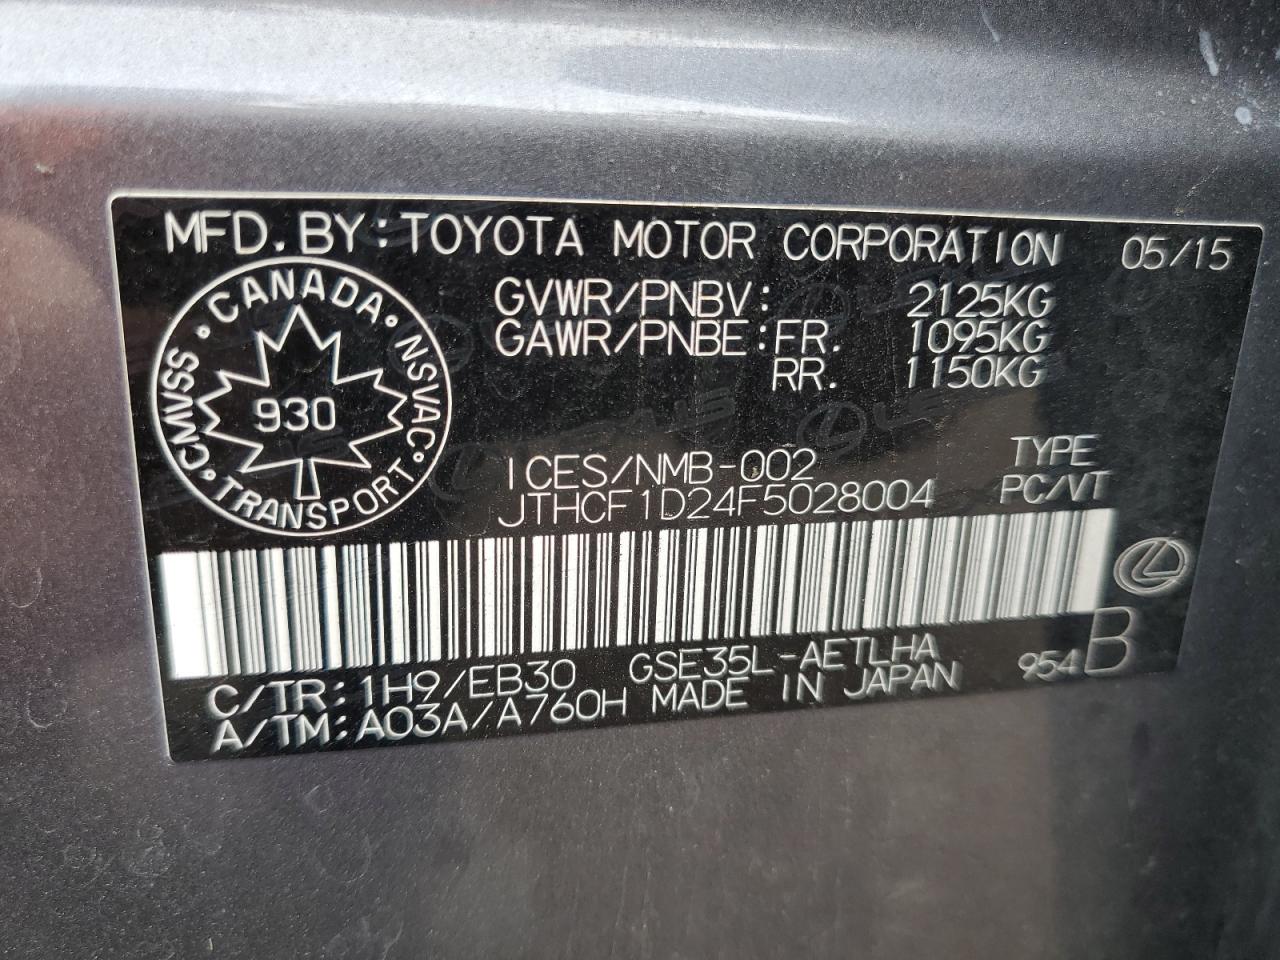 MFD. BY: TOYOTA MOTOR CORPORATION 05/15
CMVSS · CANADA · NSVAC · TRANSPORT
930
GVWR/PNBV: 2125KG
GAWR/PNBE: FR. 1095KG
RR. 1150KG
ICES/NMB-002
JTHCF1D24F5028004
TYPE
PC/VT
C/TR: 1H9/EB30 GSE35L-AETLHA
A/TM: A03A/A760H MADE IN JAPAN
954 B